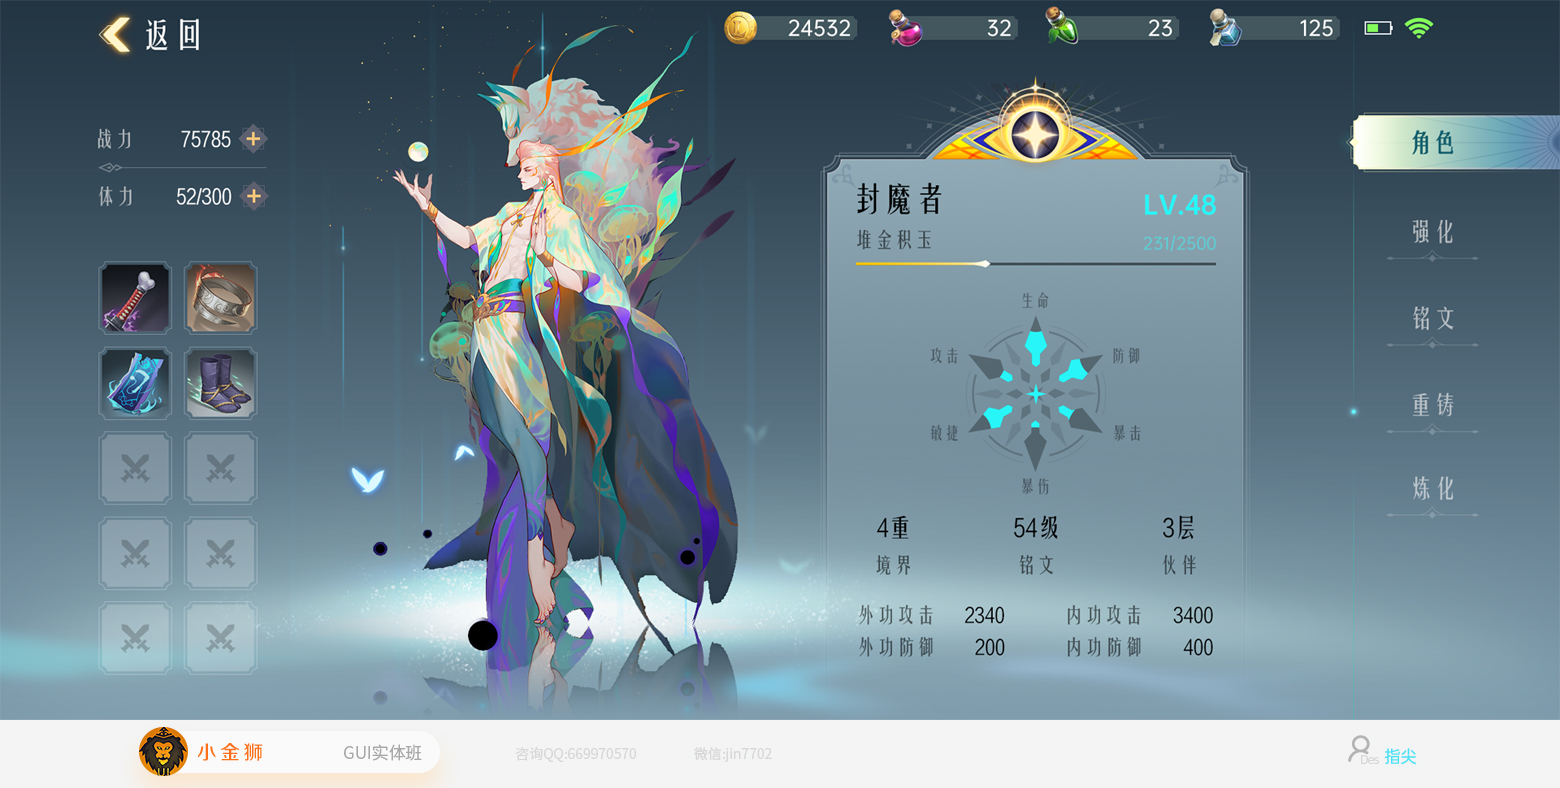 返回
24532
32
23
125
战力 75785
体力 52/300
封魔者
LV.48
堆金积玉
231/2500
生命
攻击
防御
敏捷
暴击
暴伤
4重
54级
3层
境界
铭文
伙伴
外功攻击 2340
内功攻击 3400
外功防御 200
内功防御 400
角色
强化
铭文
重铸
炼化
小金狮
GUI实体班
咨询QQ:669970570
微信:jin7702
Des 指尖